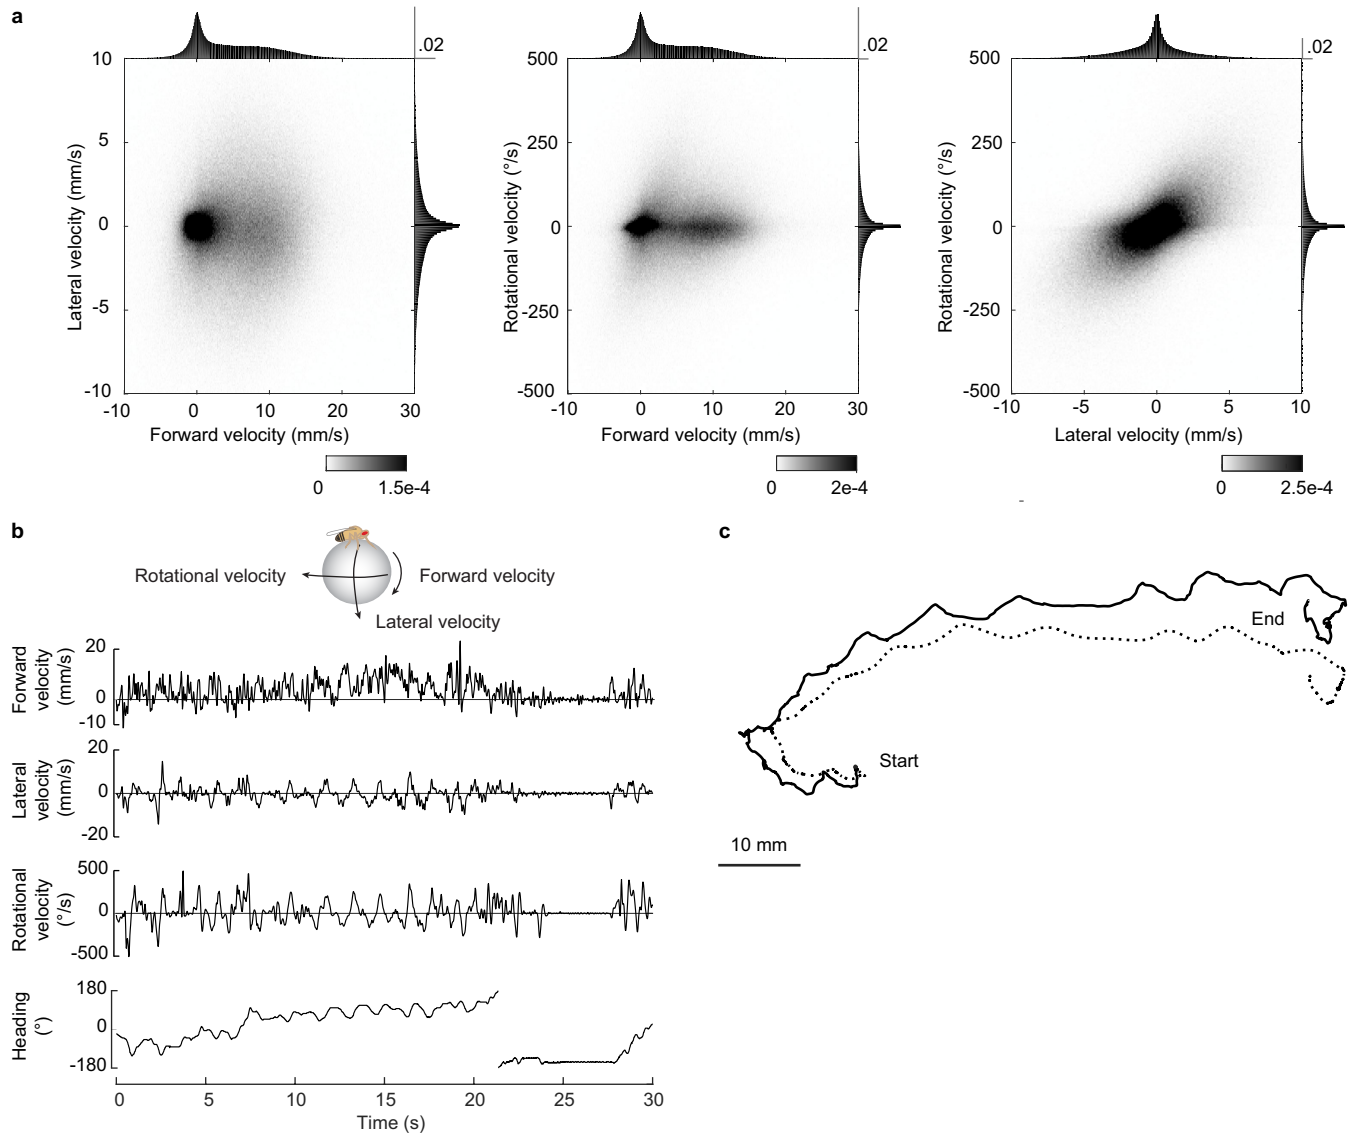 a
.02
.02
.02
10
5
0
-5
-10
Lateral velocity (mm/s)
-10
0
10
20
30
Forward velocity (mm/s)
0
1.5e-4
500
250
0
-250
-500
Rotational velocity (°/s)
-10
0
10
20
30
Forward velocity (mm/s)
0
2e-4
500
250
0
-250
-500
Rotational velocity (°/s)
-10
-5
0
5
10
Lateral velocity (mm/s)
0
2.5e-4
b
Rotational velocity
Forward velocity
Lateral velocity
Forward
velocity
(mm/s)
20
0
-10
Lateral
velocity
(mm/s)
20
0
-20
Rotational
velocity
(°/s)
500
0
-500
Heading
(°)
180
0
-180
0
5
10
15
20
25
30
Time (s)
c
End
Start
10 mm